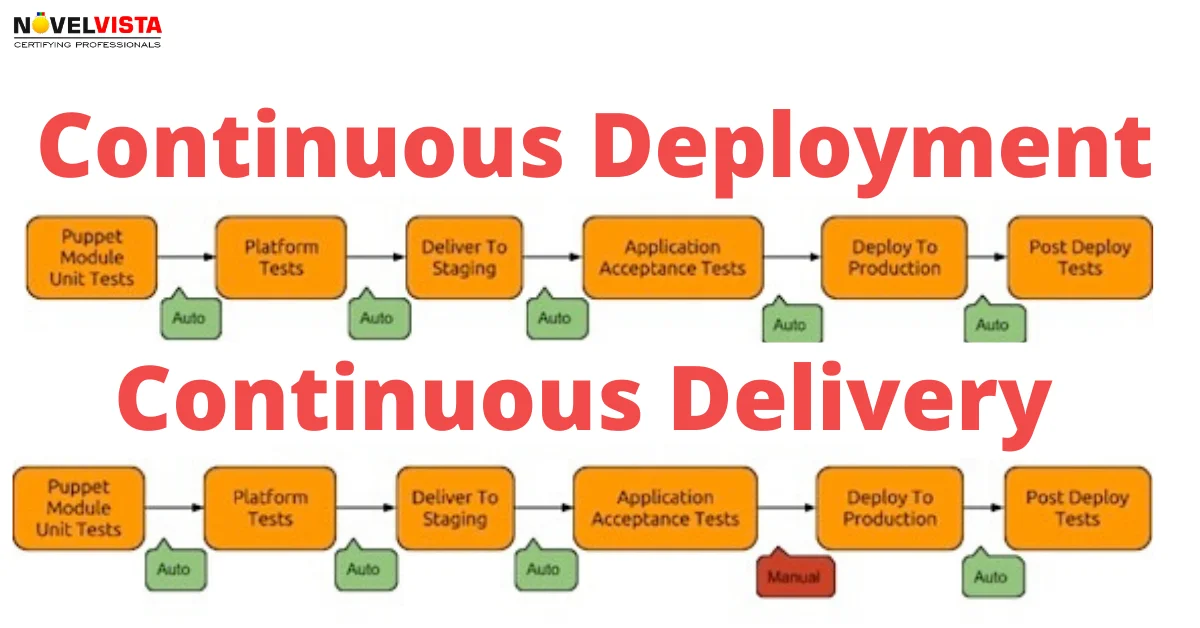 NOVELVISTA
CERTIFYING PROFESSIONALS
Continuous Deployment
Puppet
Module
Unit Tests
Platform
Tests
Deliver To
Staging
Application
Acceptance Tests
Deploy To
Production
Post Deploy
Tests
Auto
Auto
Auto
Auto
Auto
Continuous Delivery
Puppet
Module
Unit Tests
Platform
Tests
Deliver To
Staging
Application
Acceptance Tests
Deploy To
Production
Post Deploy
Tests
Auto
Auto
Auto
Manual
Auto